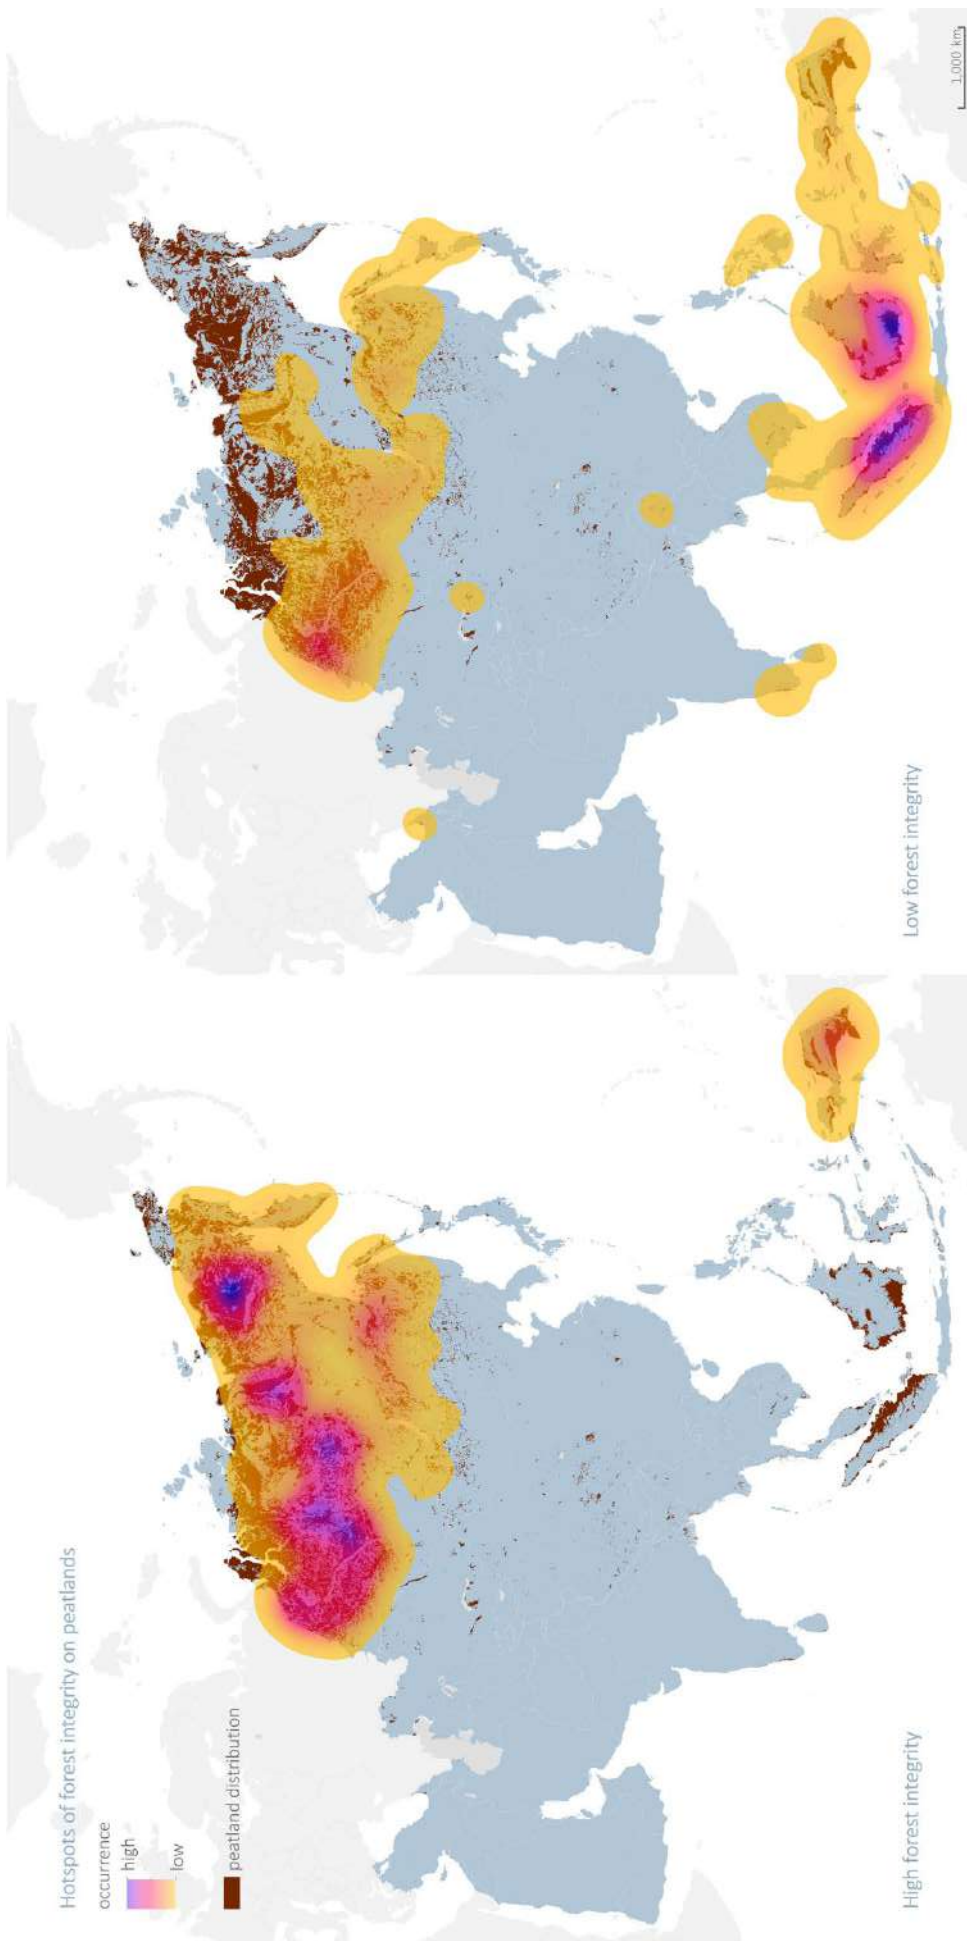 Hotspots of forest integrity on peatlands
occurrence
high
low
peatland distribution
High forest integrity
Low forest integrity
1,000 km